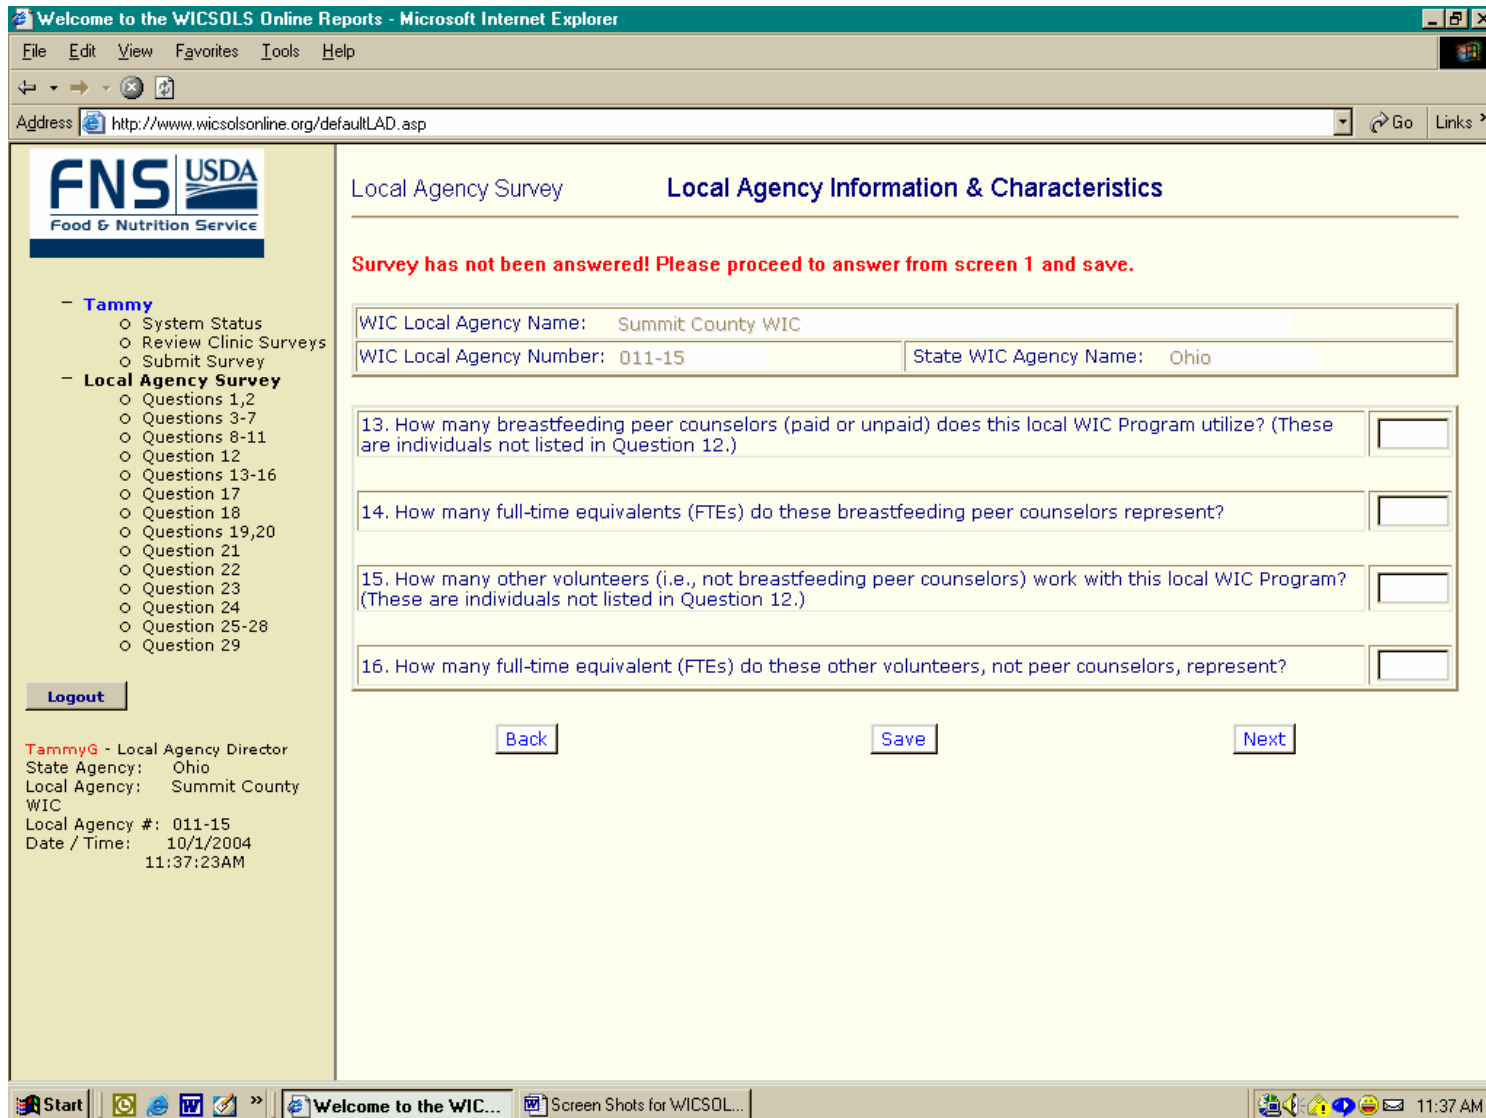 Welcome to the WICSOLS Online Reports - Microsoft Internet Explorer
File Edit View Favorites Tools Help
Address http://www.wicsolsonline.org/defaultLAD.asp Go Links »
FNS USDA
Food & Nutrition Service
– Tammy
o System Status
o Review Clinic Surveys
o Submit Survey
– Local Agency Survey
o Questions 1,2
o Questions 3-7
o Questions 8-11
o Question 12
o Questions 13-16
o Question 17
o Question 18
o Questions 19,20
o Question 21
o Question 22
o Question 23
o Question 24
o Question 25-28
o Question 29
Logout
TammyG - Local Agency Director
State Agency: Ohio
Local Agency: Summit County
WIC
Local Agency #: 011-15
Date / Time: 10/1/2004
11:37:23AM
Local Agency Survey Local Agency Information & Characteristics
Survey has not been answered! Please proceed to answer from screen 1 and save.
WIC Local Agency Name: Summit County WIC
WIC Local Agency Number: 011-15 State WIC Agency Name: Ohio
13. How many breastfeeding peer counselors (paid or unpaid) does this local WIC Program utilize? (These
are individuals not listed in Question 12.)
14. How many full-time equivalents (FTEs) do these breastfeeding peer counselors represent?
15. How many other volunteers (i.e., not breastfeeding peer counselors) work with this local WIC Program?
(These are individuals not listed in Question 12.)
16. How many full-time equivalent (FTEs) do these other volunteers, not peer counselors, represent?
Back Save Next
Start » Welcome to the WIC... Screen Shots for WICSOL... 11:37 AM